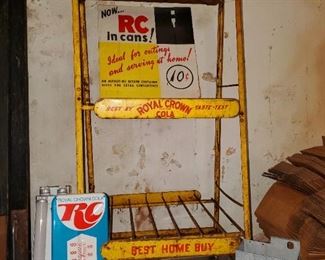 NOW...
RC
in cans!
Ideal for outings
and serving at home!
10¢
BEST BY ROYAL CROWN TASTE-TEST
COLA
ROYAL CROWN COLA
RC
BEST HOME BUY